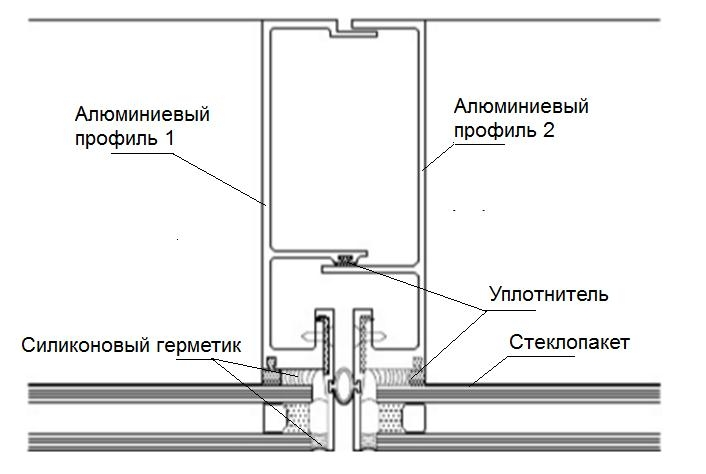 Алюминиевый
профиль 1
Алюминиевый
профиль 2
Уплотнитель
Силиконовый герметик
Стеклопакет